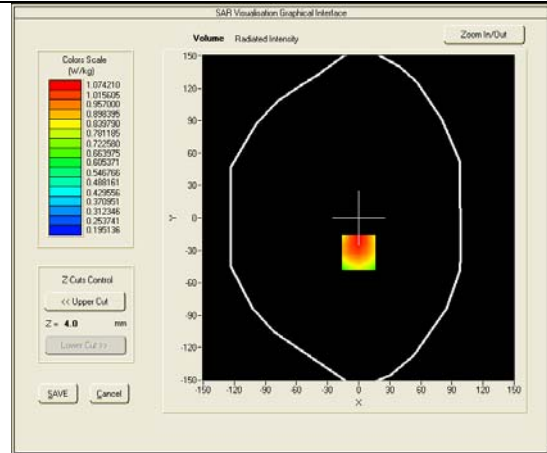 SAR Visualisation Graphical Interface
Volume Radiated Intensity
Zoom In/Out
Colors Scale
(W/kg)
1.074210
1.015605
0.957000
0.898395
0.839790
0.781185
0.722580
0.663975
0.605371
0.546766
0.488161
0.429556
0.370951
0.312346
0.253741
0.195136
Z Cuts Control
<< Upper Cut
Z = 4.0 mm
Lower Cut >>
SAVE
Cancel
150
120
90
60
30
0
-30
-60
-90
-120
-150
Y
-150 -120 -90 -60 -30 0 30 60 90 120 150
X